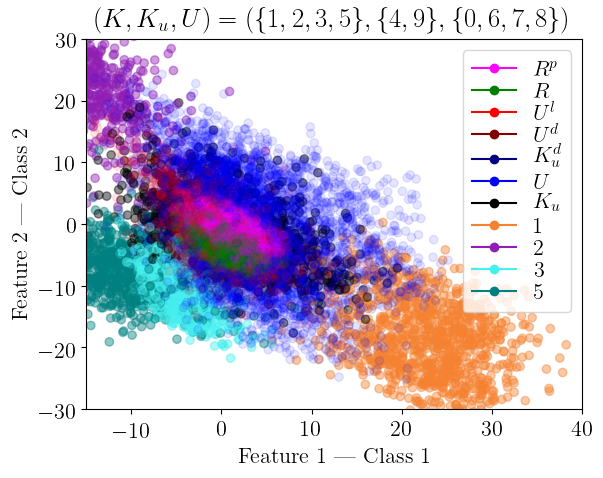 (K, K_u, U) = ({1, 2, 3, 5}, {4, 9}, {0, 6, 7, 8})
30
20
10
0
−10
−20
−30
Feature 2 — Class 2
R^p
R
U^l
U^d
K_u^d
U
K_u
1
2
3
5
−10
0
10
20
30
40
Feature 1 — Class 1